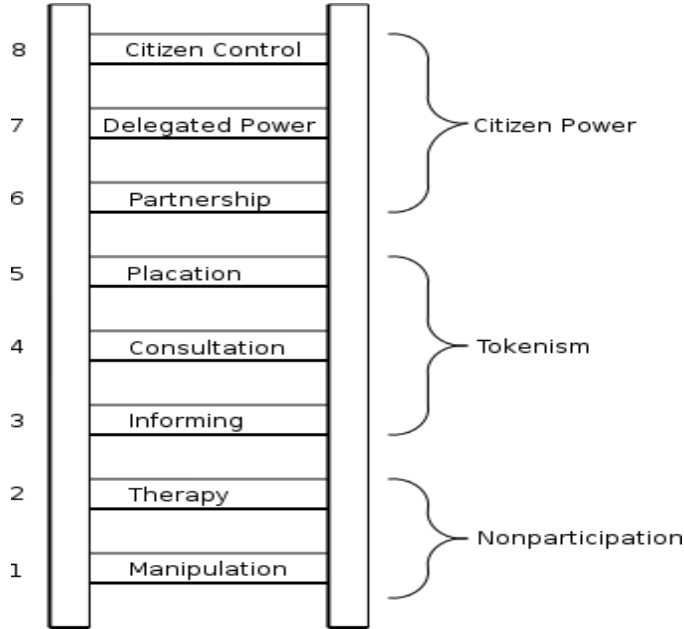 8 Citizen Control
7 Delegated Power Citizen Power
6 Partnership
5 Placation
4 Consultation Tokenism
3 Informing
2 Therapy
Nonparticipation
1 Manipulation